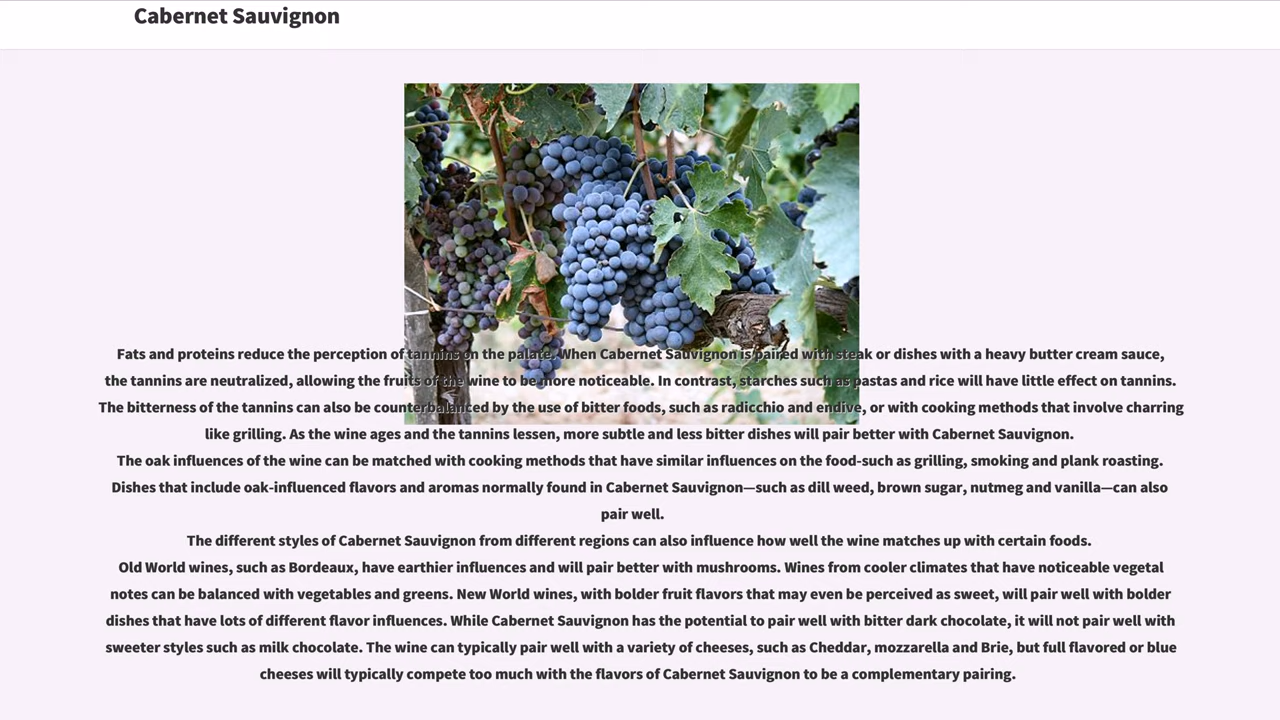 Cabernet Sauvignon
Fats and proteins reduce the perception of tannins on the palate. When Cabernet Sauvignon is paired with steak or dishes with a heavy butter cream sauce,
the tannins are neutralized, allowing the fruits of the wine to be more noticeable. In contrast, starches such as pastas and rice will have little effect on tannins.
The bitterness of the tannins can also be counterbalanced by the use of bitter foods, such as radicchio and endive, or with cooking methods that involve charring
like grilling. As the wine ages and the tannins lessen, more subtle and less bitter dishes will pair better with Cabernet Sauvignon.
The oak influences of the wine can be matched with cooking methods that have similar influences on the food-such as grilling, smoking and plank roasting.
Dishes that include oak-influenced flavors and aromas normally found in Cabernet Sauvignon—such as dill weed, brown sugar, nutmeg and vanilla—can also
pair well.
The different styles of Cabernet Sauvignon from different regions can also influence how well the wine matches up with certain foods.
Old World wines, such as Bordeaux, have earthier influences and will pair better with mushrooms. Wines from cooler climates that have noticeable vegetal
notes can be balanced with vegetables and greens. New World wines, with bolder fruit flavors that may even be perceived as sweet, will pair well with bolder
dishes that have lots of different flavor influences. While Cabernet Sauvignon has the potential to pair well with bitter dark chocolate, it will not pair well with
sweeter styles such as milk chocolate. The wine can typically pair well with a variety of cheeses, such as Cheddar, mozzarella and Brie, but full flavored or blue
cheeses will typically compete too much with the flavors of Cabernet Sauvignon to be a complementary pairing.